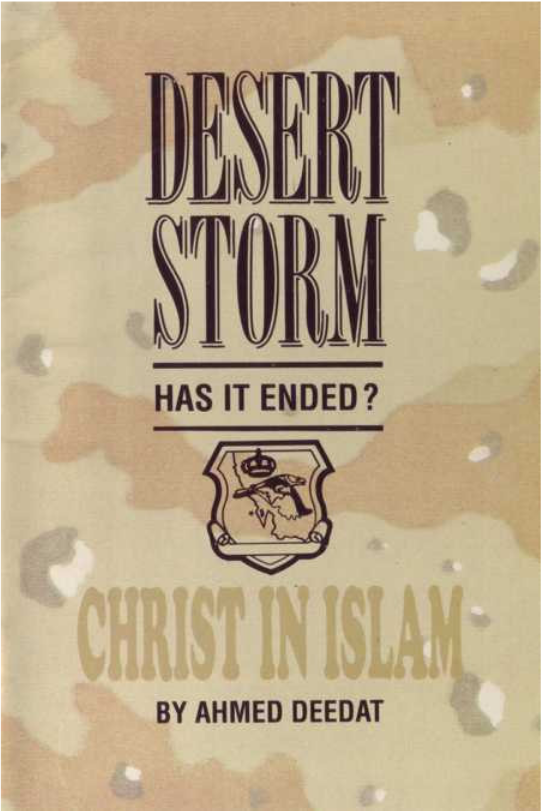 DESERT
STORM
HAS IT ENDED?
CHRIST IN ISLAM
BY AHMED DEEDAT